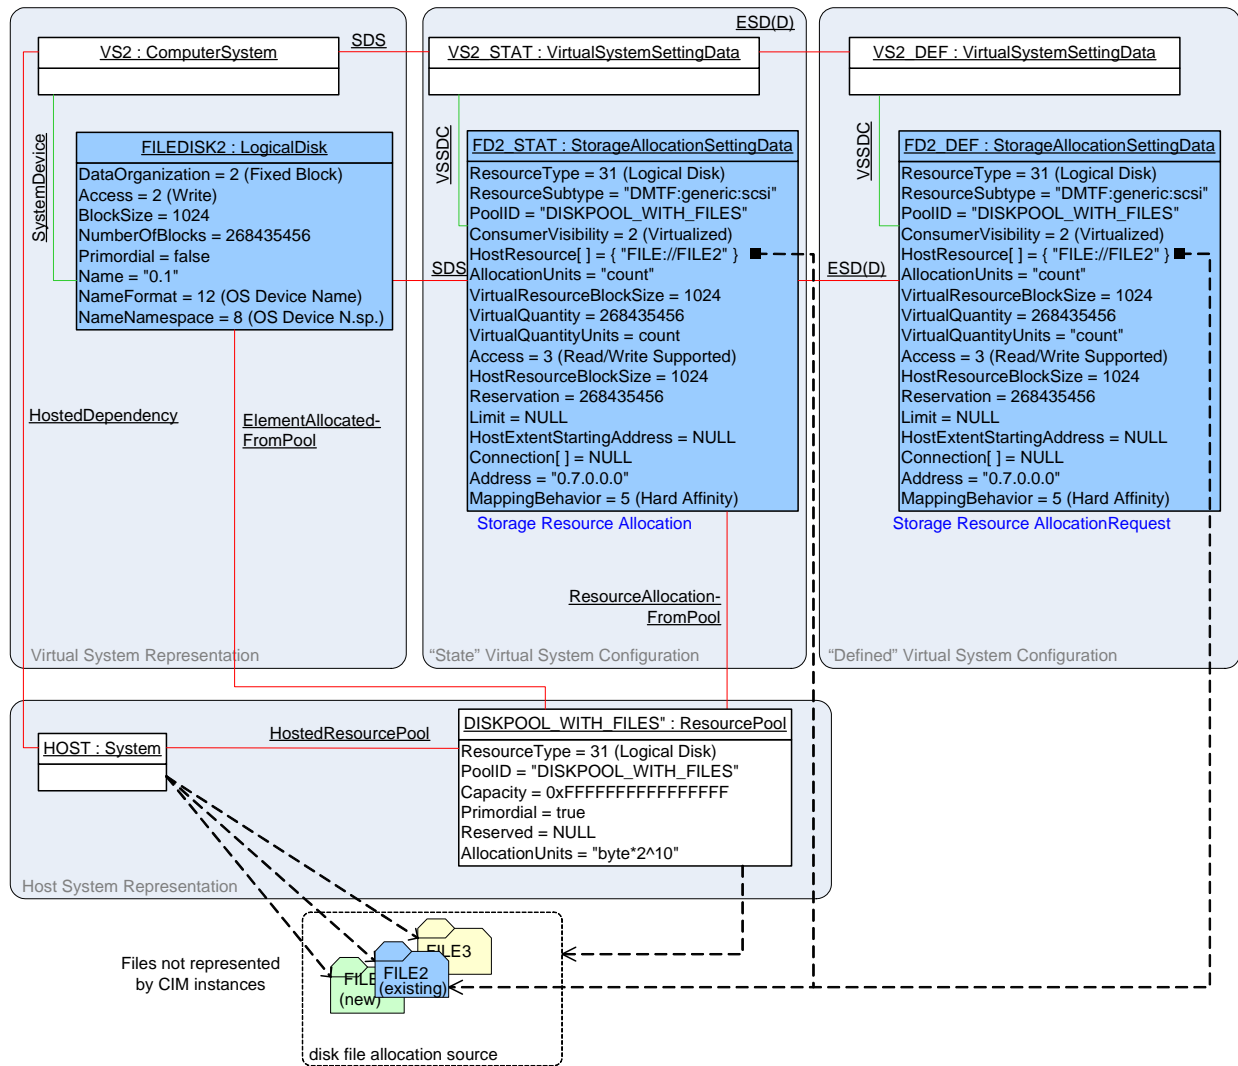 ESD(D)
SDS
VS2 : ComputerSystem
VS2_STAT : VirtualSystemSettingData
VS2_DEF : VirtualSystemSettingData
SystemDevice
VSSDC
VSSDC
FILEDISK2 : LogicalDisk
DataOrganization = 2 (Fixed Block)
Access = 2 (Write)
BlockSize = 1024
NumberOfBlocks = 268435456
Primordial = false
Name = "0.1"
NameFormat = 12 (OS Device Name)
NameNamespace = 8 (OS Device N.sp.)
SDS
FD2_STAT : StorageAllocationSettingData
ResourceType = 31 (Logical Disk)
ResourceSubtype = "DMTF:generic:scsi"
PoolID = "DISKPOOL_WITH_FILES"
ConsumerVisibility = 2 (Virtualized)
HostResource[ ] = { "FILE://FILE2" }
AllocationUnits = "count"
VirtualResourceBlockSize = 1024
VirtualQuantity = 268435456
VirtualQuantityUnits = count
Access = 3 (Read/Write Supported)
HostResourceBlockSize = 1024
Reservation = 268435456
Limit = NULL
HostExtentStartingAddress = NULL
Connection[ ] = NULL
Address = "0.7.0.0.0"
MappingBehavior = 5 (Hard Affinity)
Storage Resource Allocation
ESD(D)
FD2_DEF : StorageAllocationSettingData
ResourceType = 31 (Logical Disk)
ResourceSubtype = "DMTF:generic:scsi"
PoolID = "DISKPOOL_WITH_FILES"
ConsumerVisibility = 2 (Virtualized)
HostResource[ ] = { "FILE://FILE2" }
AllocationUnits = "count"
VirtualResourceBlockSize = 1024
VirtualQuantity = 268435456
VirtualQuantityUnits = "count"
Access = 3 (Read/Write Supported)
HostResourceBlockSize = 1024
Reservation = 268435456
Limit = NULL
HostExtentStartingAddress = NULL
Connection[ ] = NULL
Address = "0.7.0.0.0"
MappingBehavior = 5 (Hard Affinity)
Storage Resource AllocationRequest
HostedDependency
ElementAllocated-
FromPool
ResourceAllocation-
FromPool
Virtual System Representation
“State” Virtual System Configuration
“Defined” Virtual System Configuration
HOST : System
HostedResourcePool
DISKPOOL_WITH_FILES" : ResourcePool
ResourceType = 31 (Logical Disk)
PoolID = "DISKPOOL_WITH_FILES"
Capacity = 0xFFFFFFFFFFFFFFFF
Primordial = true
Reserved = NULL
AllocationUnits = "byte*2^10"
Host System Representation
Files not represented
by CIM instances
FILE3
FILE2
(existing)
FILE
(new)
disk file allocation source